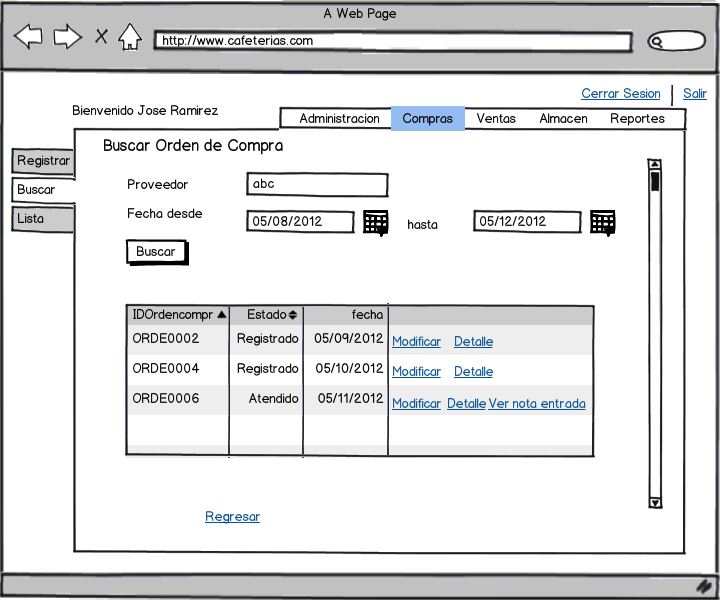 A Web Page
http://www.cafeterias.com
Cerrar Sesion Salir
Bienvenido Jose Ramirez
Administracion Compras Ventas Almacen Reportes
Registrar
Buscar
Lista
Buscar Orden de Compra
Proveedor abc
Fecha desde 05/08/2012 hasta 05/12/2012
Buscar
IDOrdencompr Estado fecha
ORDE0002 Registrado 05/09/2012 Modificar Detalle
ORDE0004 Registrado 05/10/2012 Modificar Detalle
ORDE0006 Atendido 05/11/2012 Modificar Detalle Ver nota entrada
Regresar